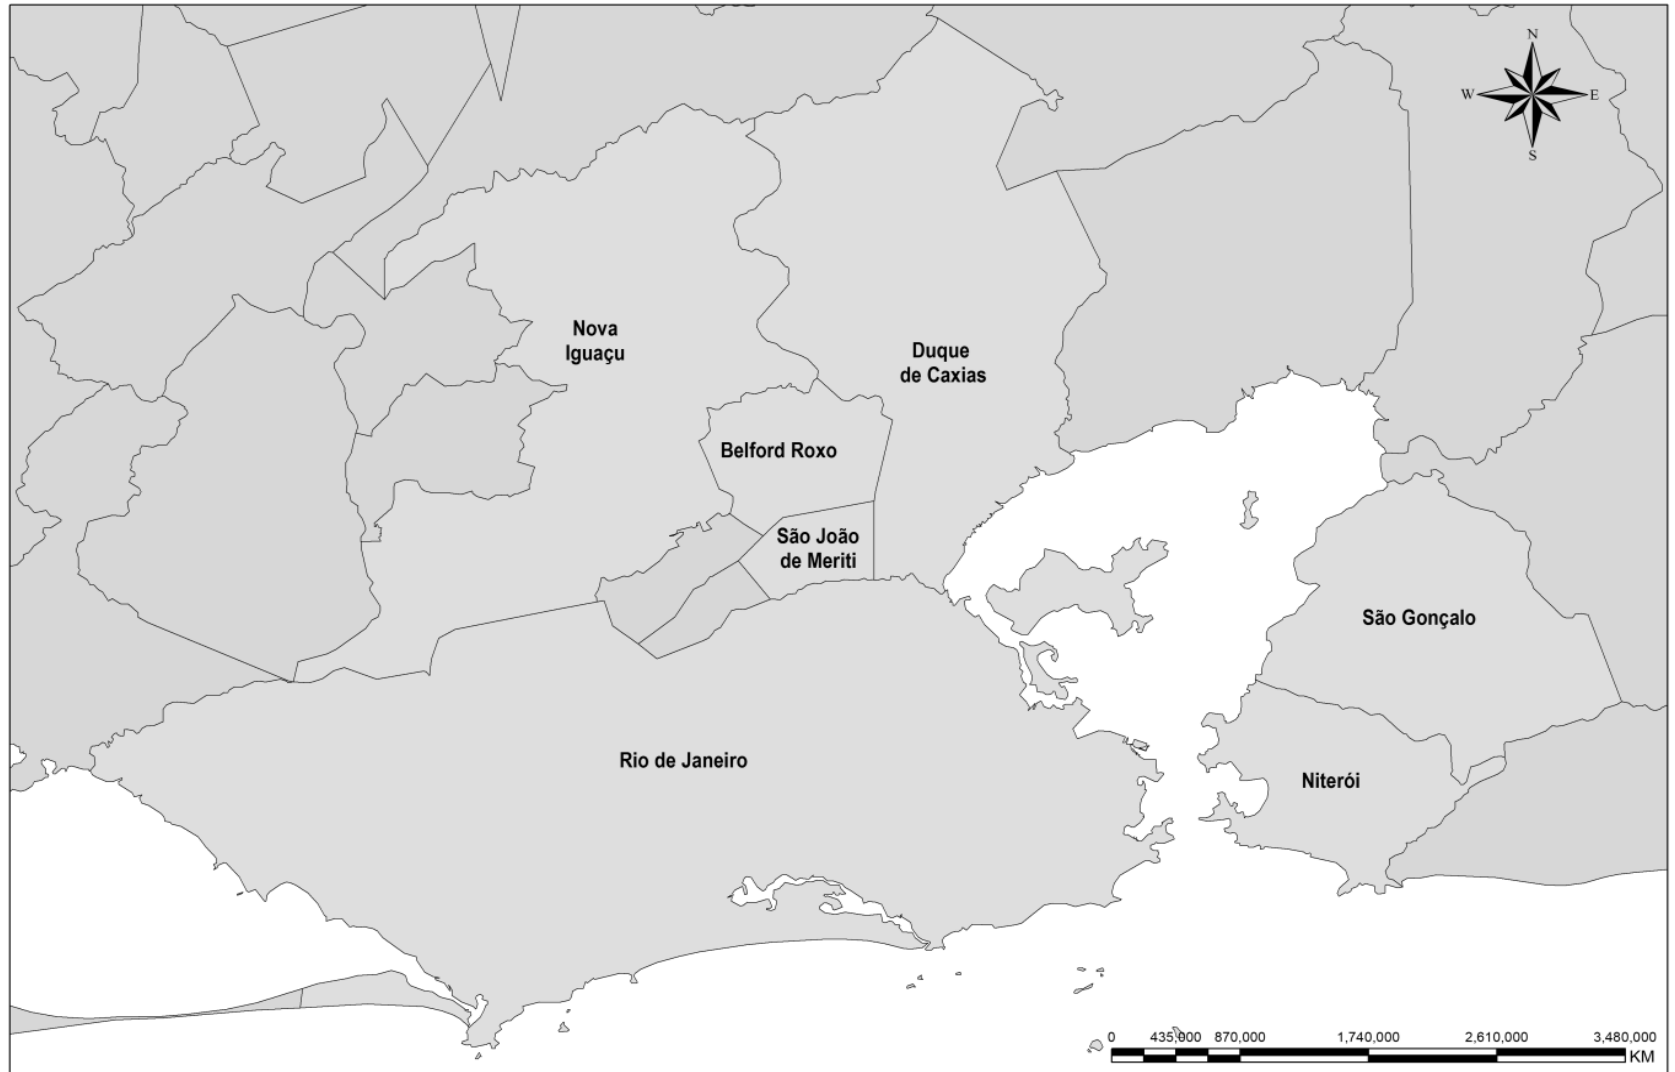 N
W E
S
Nova
Iguaçu
Duque
de Caxias
Belford Roxo
São João
de Meriti
São Gonçalo
Rio de Janeiro
Niterói
0 435,000 870,000 1,740,000 2,610,000 3,480,000
KM